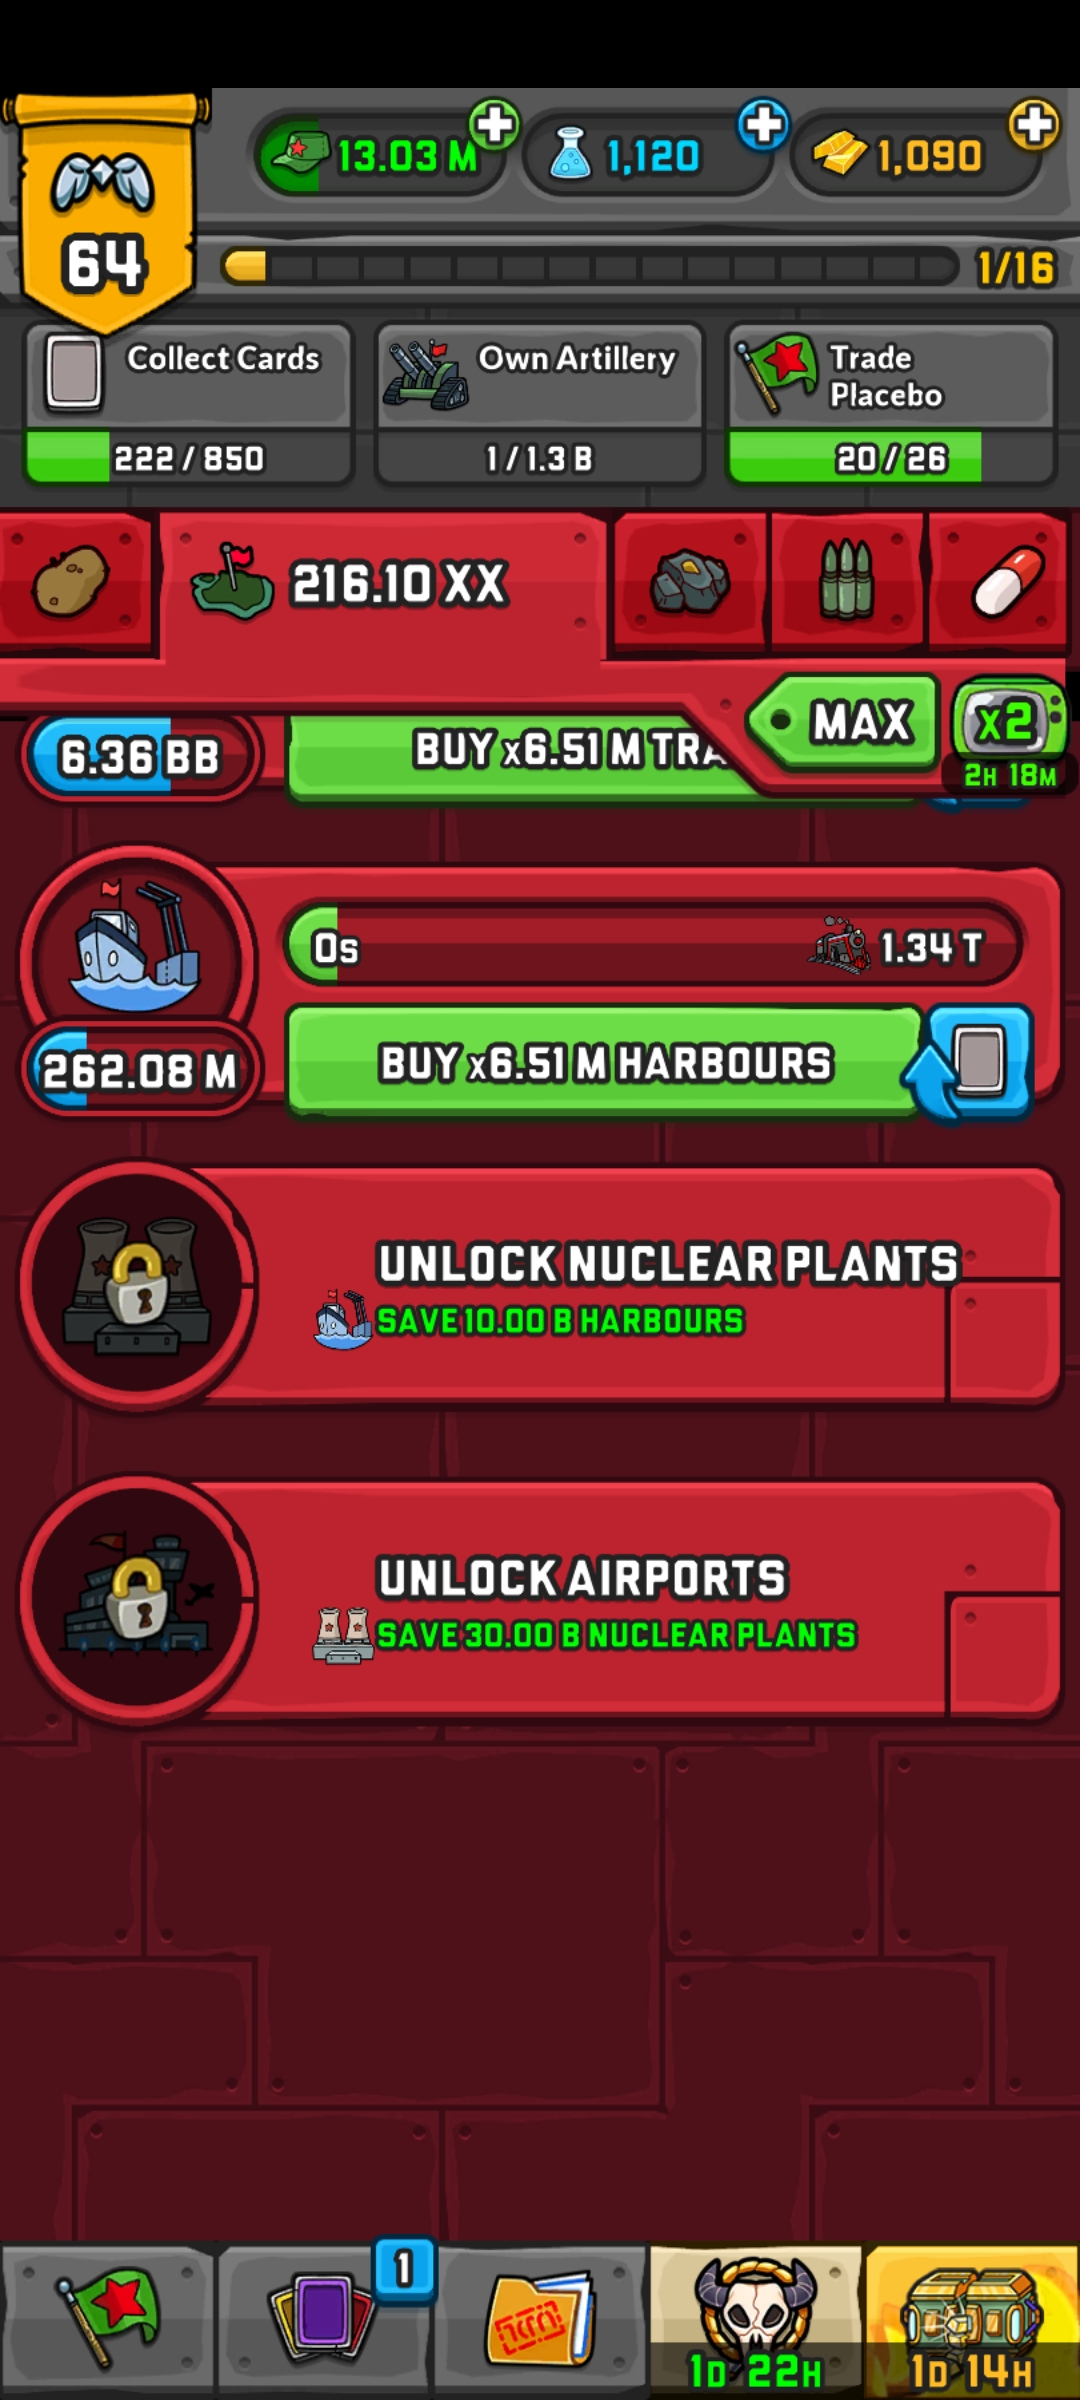 64
13.03 M
1,120
1,090
1/16
Collect Cards
222 / 850
Own Artillery
1 / 1.3 B
Trade
Placebo
20 / 26
216.10 XX
MAX
x2
2H 18M
6.36 BB
BUY x6.51 M TRA
0s
1.34 T
262.08 M
BUY x6.51 M HARBOURS
UNLOCK NUCLEAR PLANTS
SAVE 10.00 B HARBOURS
UNLOCK AIRPORTS
SAVE 30.00 B NUCLEAR PLANTS
1
1D 22H
1D 14H